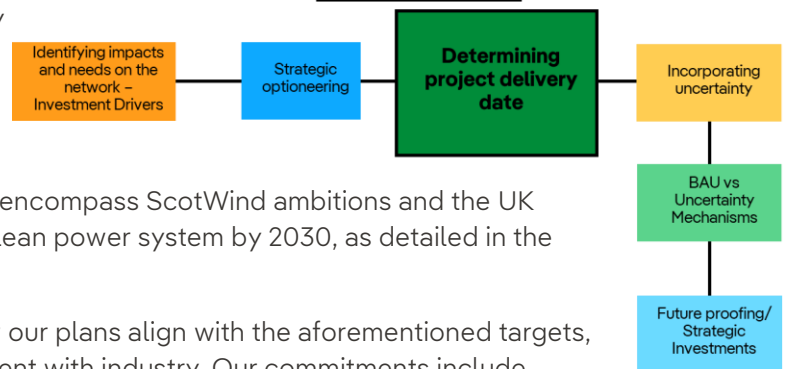 Identifying impacts
and needs on the
network –
Investment Drivers
Strategic
optioneering
Determining
project delivery
date
Incorporating
uncertainty
BAU vs
Uncertainty
Mechanisms
Future proofing/
Strategic
Investments
encompass ScotWind ambitions and the UK
lean power system by 2030, as detailed in the
our plans align with the aforementioned targets,
ent with industry. Our commitments include